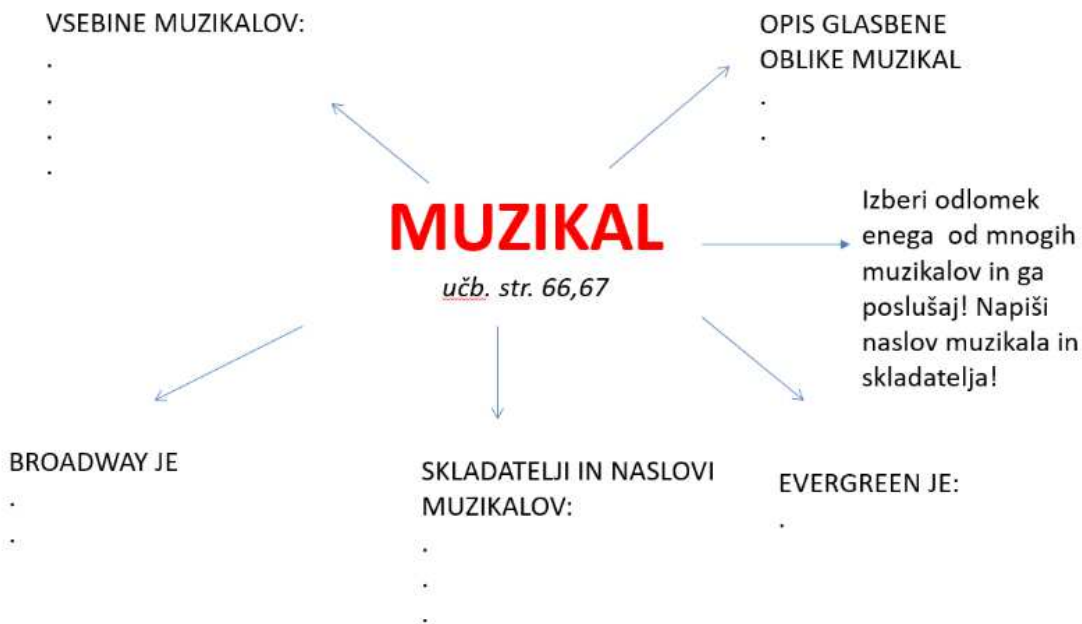 VSEBINE MUZIKALOV:
.
.
.
.
OPIS GLASBENE
OBLIKE MUZIKAL
.
.
MUZIKAL
učb. str. 66,67
Izberi odlomek
enega od mnogih
muzikalov in ga
poslušaj! Napiši
naslov muzikala in
skladatelja!
BROADWAY JE
.
.
SKLADATELJI IN NASLOVI
MUZIKALOV:
.
.
.
EVERGREEN JE:
.